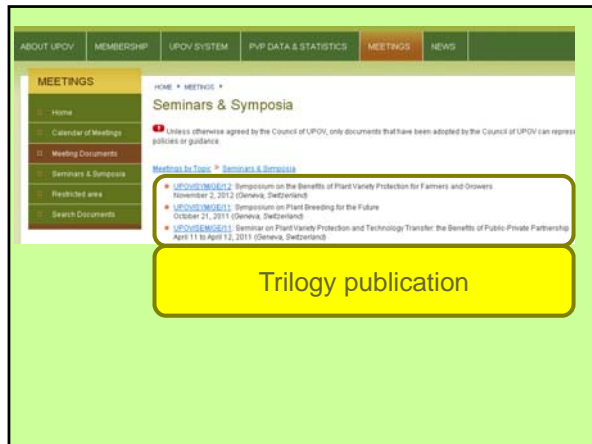 ABOUT UPOV MEMBERSHIP UPOV SYSTEM PVP DATA & STATISTICS MEETINGS NEWS
MEETINGS
Home
Calendar of Meetings
Meeting Documents
Seminars & Symposia
Restricted area
Search Documents
HOME MEETINGS
Seminars & Symposia
Unless otherwise agreed by the Council of UPOV, only documents that have been adopted by the Council of UPOV can represe
policies or guidance.
Meetings by Topic > Seminars & Symposia
UPOV/SYM/GE/12: Symposium on the Benefits of Plant Variety Protection for Farmers and Growers
November 2, 2012 (Geneva, Switzerland)
UPOV/SYM/GE/11: Symposium on Plant Breeding for the Future
October 21, 2011 (Geneva, Switzerland)
UPOV/SEM/GE/11: Seminar on Plant Variety Protection and Technology Transfer: the Benefits of Public-Private Partnership
April 11 to April 12, 2011 (Geneva, Switzerland)
Trilogy publication